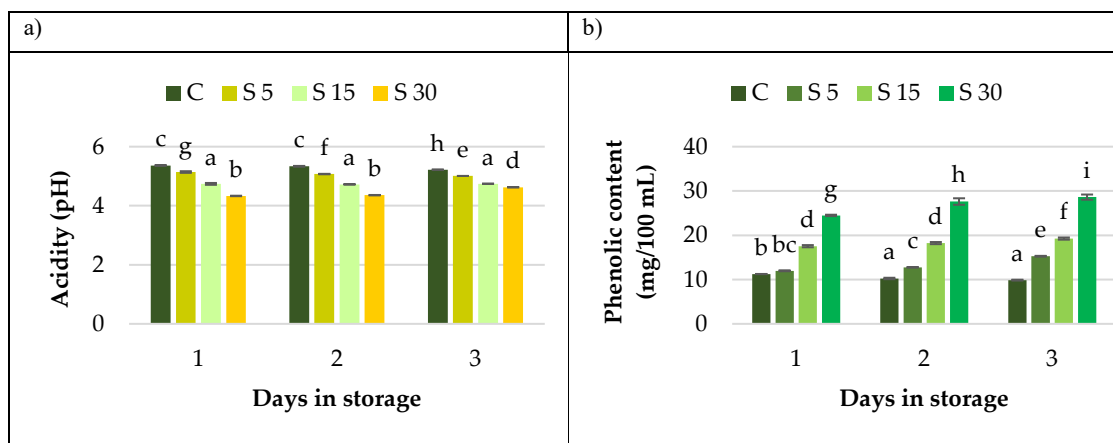 a)
b)
C S 5 S 15 S 30
6
4
2
0
c g a b c f a b h e a d
1 2 3
Acidity (pH)
Days in storage
C S 5 S 15 S 30
40
30
20
10
0
b bc d g a c d h a e f i
1 2 3
Phenolic content
(mg/100 mL)
Days in storage